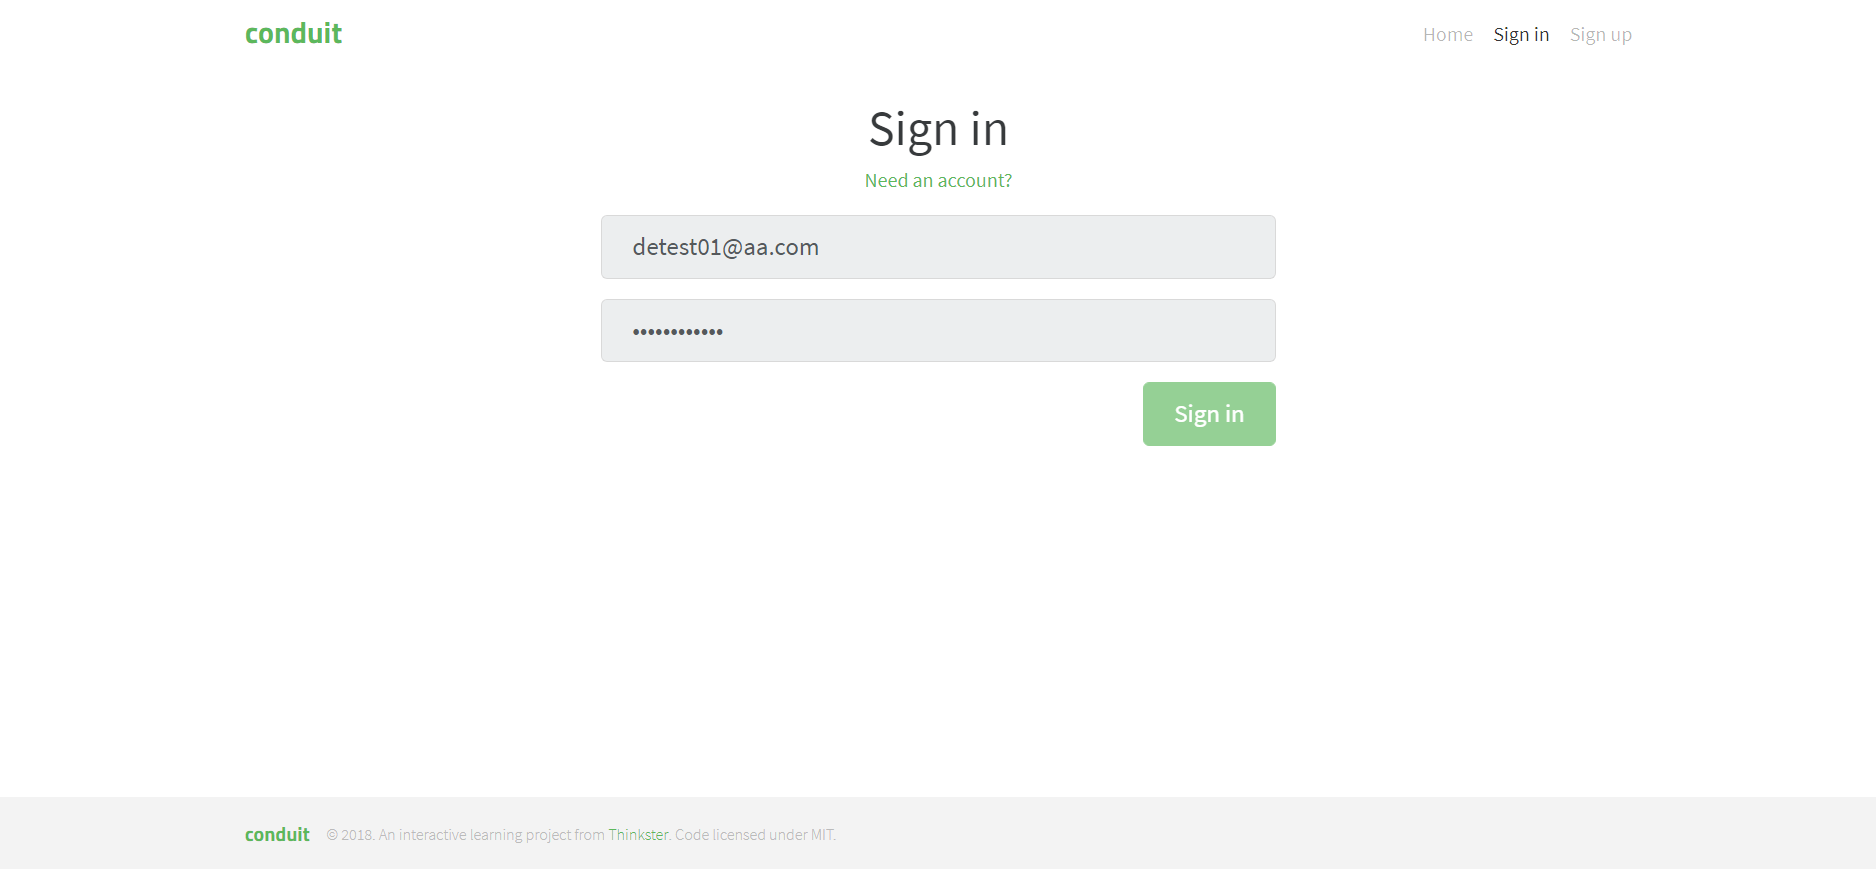 conduit
Home Sign in Sign up
Sign in
Need an account?
detest01@aa.com
••••••••••••
Sign in
conduit © 2018. An interactive learning project from Thinkster. Code licensed under MIT.